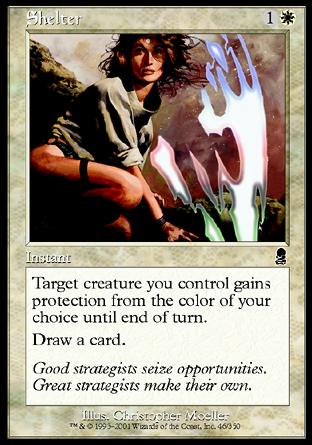 Shelter 1
Instant
Target creature you control gains
protection from the color of your
choice until end of turn.
Draw a card.
Good strategists seize opportunities.
Great strategists make their own.
Illus. Christopher Moeller
™ & © 1993-2001 Wizards of the Coast, Inc. 46/350